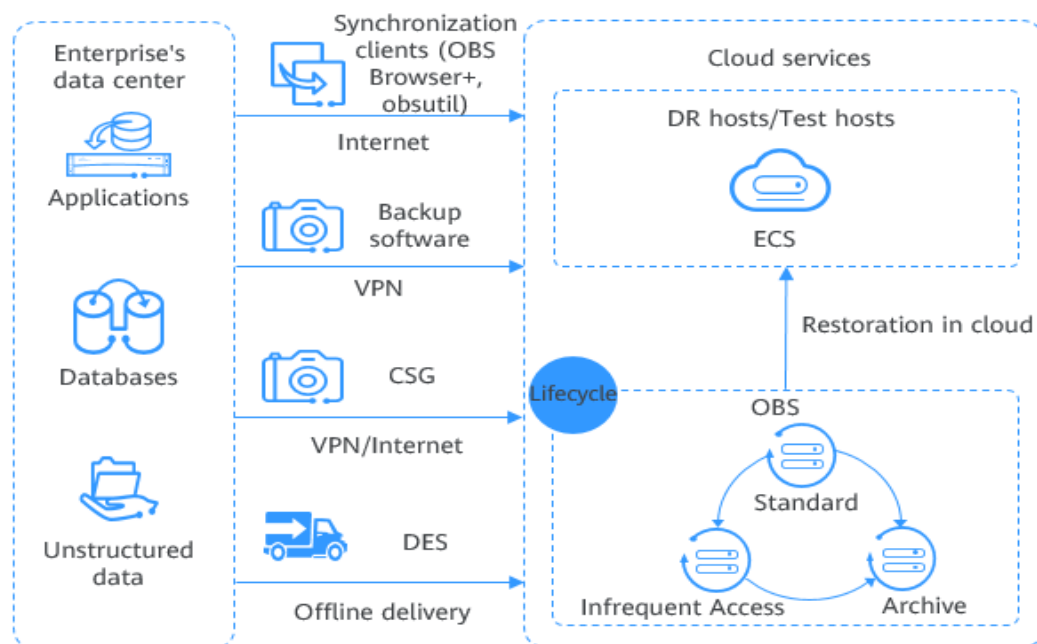 Enterprise's
data center
Applications
Databases
Unstructured
data
Synchronization
clients (OBS
Browser+,
obsutil)
Internet
Backup
software
VPN
CSG
VPN/Internet
DES
Offline delivery
Cloud services
DR hosts/Test hosts
ECS
Restoration in cloud
Lifecycle
OBS
Standard
Infrequent Access
Archive